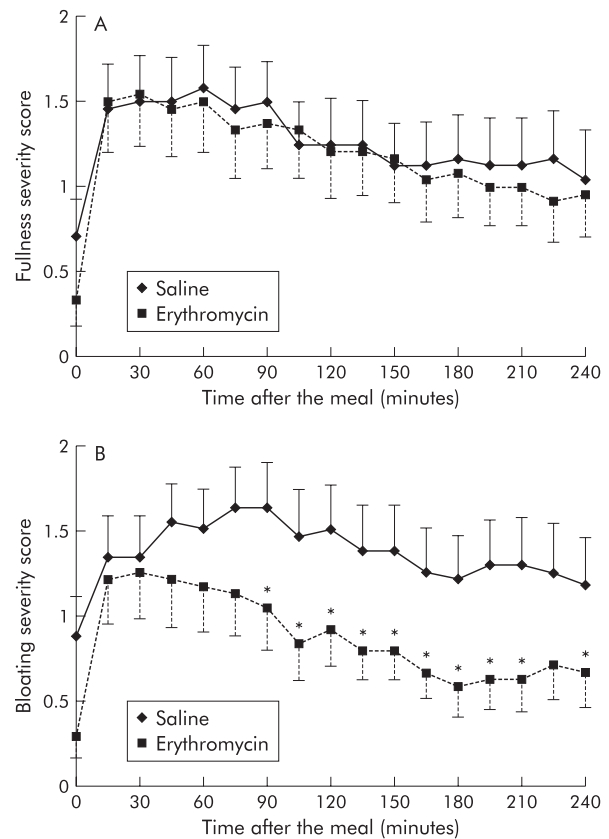 A
2
1.5
1
0.5
0
Fullness severity score
Saline
Erythromycin
0 30 60 90 120 150 180 210 240
Time after the meal (minutes)
B
2
1.5
1
0.5
0
Bloating severity score
* * * * * * * * * *
Saline
Erythromycin
0 30 60 90 120 150 180 210 240
Time after the meal (minutes)